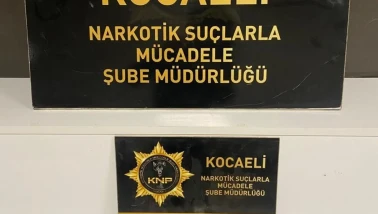 KOCAELİ
NARKOTİK SUÇLARLA
MÜCADELE
ŞUBE MÜDÜRLÜĞÜ
KNP
KOCAELİ
NARKOTİK SUÇLARLA
MÜCADELE
ŞUBE MÜDÜRLÜĞÜ